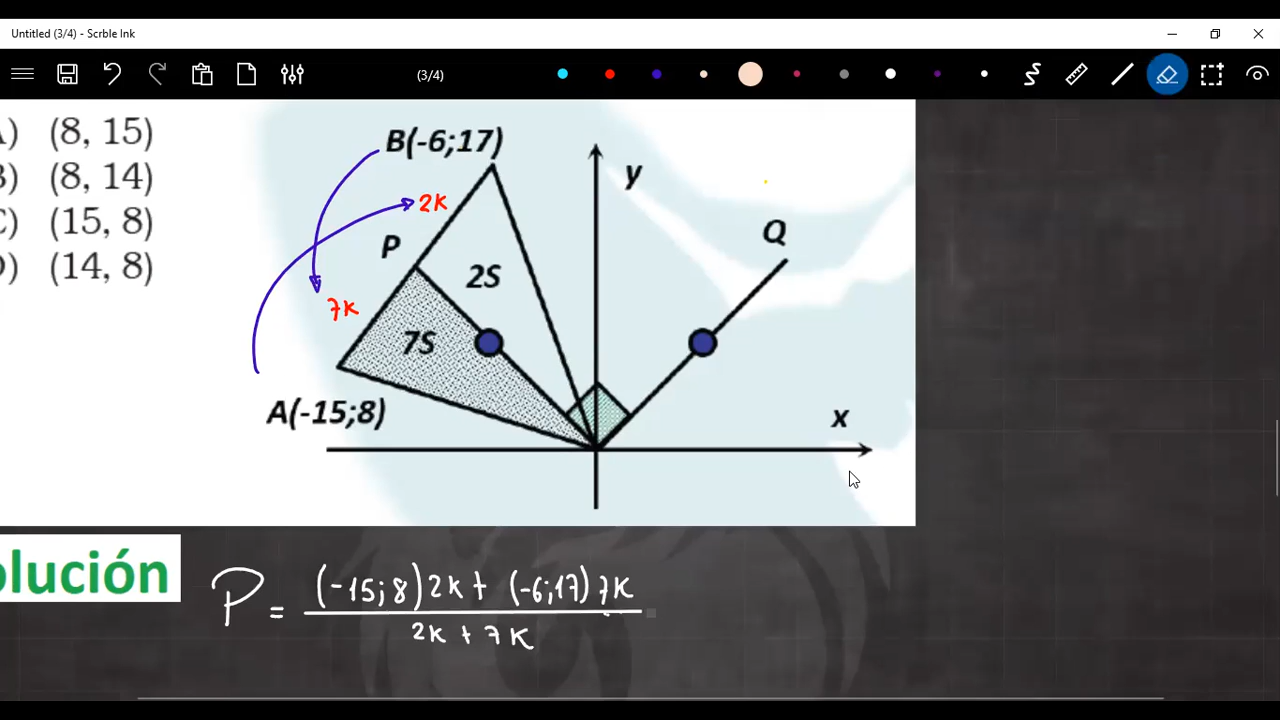 Untitled (3/4) - Scrble Ink
(3/4)
(8, 15)
(8, 14)
C) (15, 8)
(14, 8)
B(-6;17)
y
2K
Q
P
2S
7K
7S
A(-15;8)
x
olución
P = ((-15;8)2K + (-6;17)7K
2K + 7K